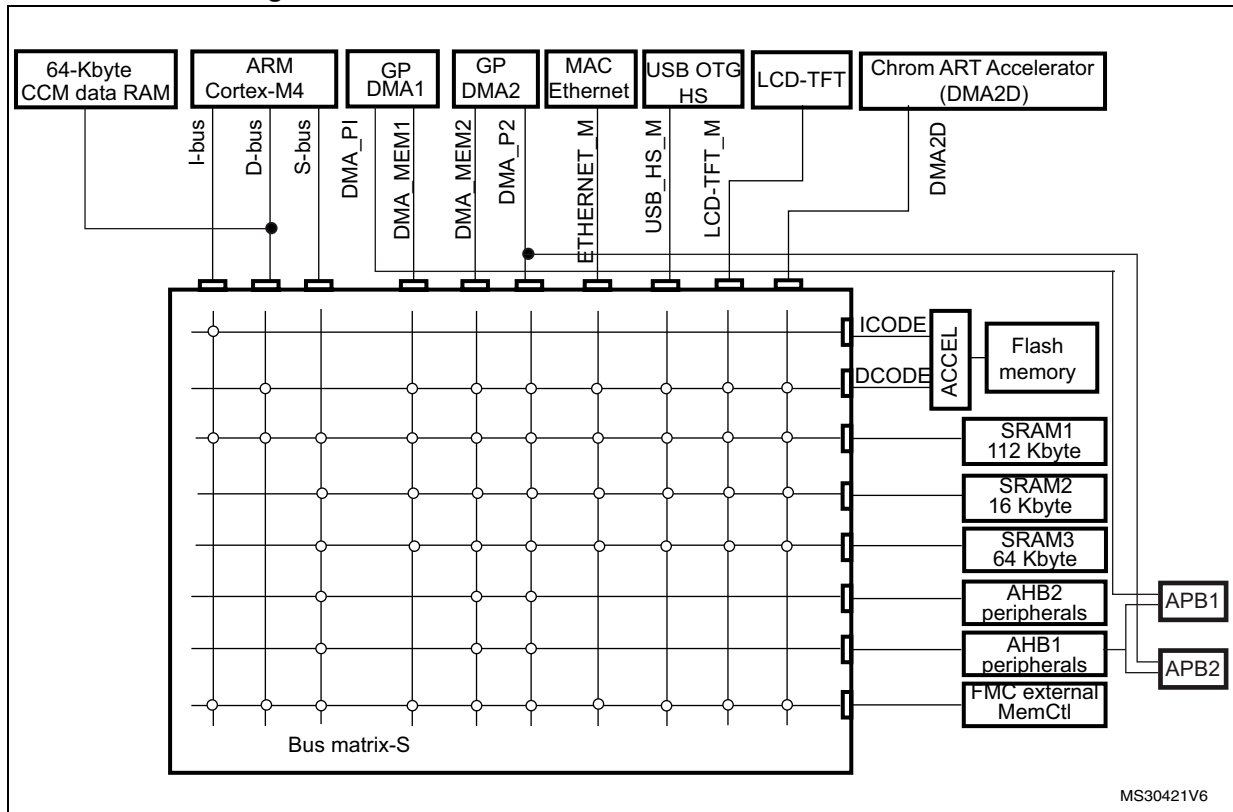 64-Kbyte
CCM data RAM
ARM
Cortex-M4
GP
DMA1
GP
DMA2
MAC
Ethernet
USB OTG
HS
LCD-TFT
Chrom ART Accelerator
(DMA2D)
I-bus
D-bus
S-bus
DMA_PI
DMA_MEM1
DMA_MEM2
DMA_P2
ETHERNET_M
USB_HS_M
LCD-TFT_M
DMA2D
ICODE
DCODE
ACCEL
Flash
memory
SRAM1
112 Kbyte
SRAM2
16 Kbyte
SRAM3
64 Kbyte
AHB2
peripherals
AHB1
peripherals
FMC external
MemCtl
APB1
APB2
Bus matrix-S
MS30421V6